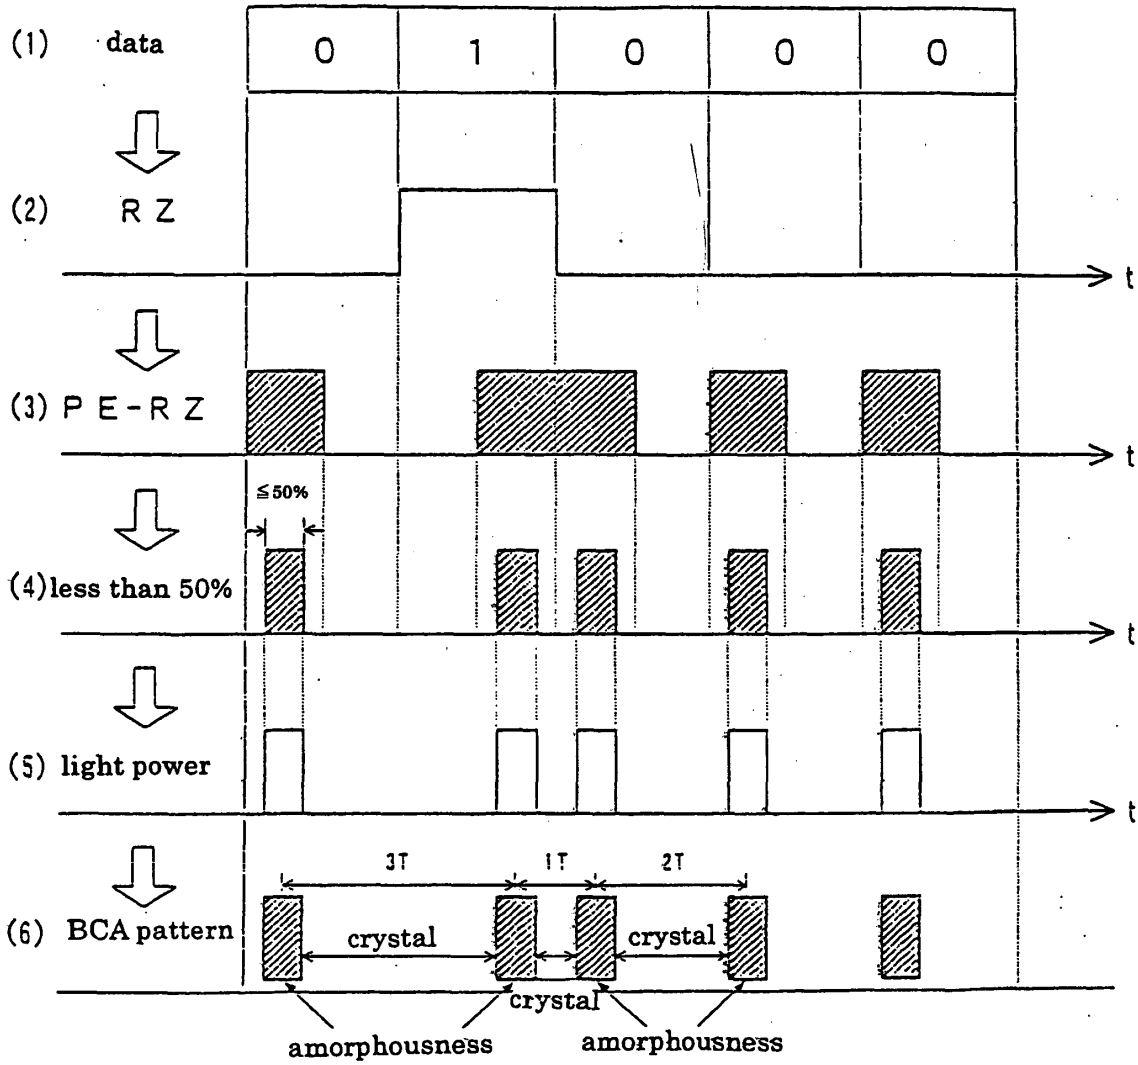 (1) data 0 1 0 0 0
(2) R Z
t
(3) P E-R Z
t
≦50%
(4) less than 50%
t
(5) light power
t
3T 1T 2T
(6) BCA pattern
crystal crystal
crystal
amorphousness amorphousness